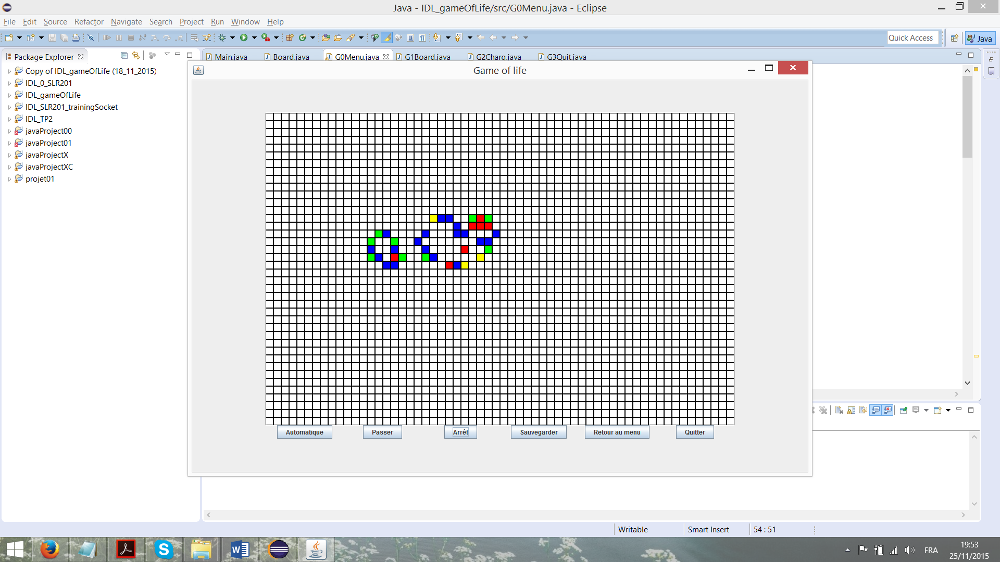 Java - IDL_gameOfLife/src/G0Menu.java - Eclipse
File Edit Source Refactor Navigate Search Project Run Window Help
Quick Access
Java
Package Explorer
Main.java Board.java G0Menu.java G1Board.java G2Charg.java G3Quit.java
Copy of IDL_gameOfLife (18_11_2015)
IDL_0_SLR201
IDL_gameOfLife
IDL_SLR201_trainingSocket
IDL_TP2
javaProject00
javaProject01
javaProjectX
javaProjectXC
projet01
Game of life
Automatique Passer Arrêt Sauvegarder Retour au menu Quitter
Writable Smart Insert 54 : 51
FRA
19:53
25/11/2015